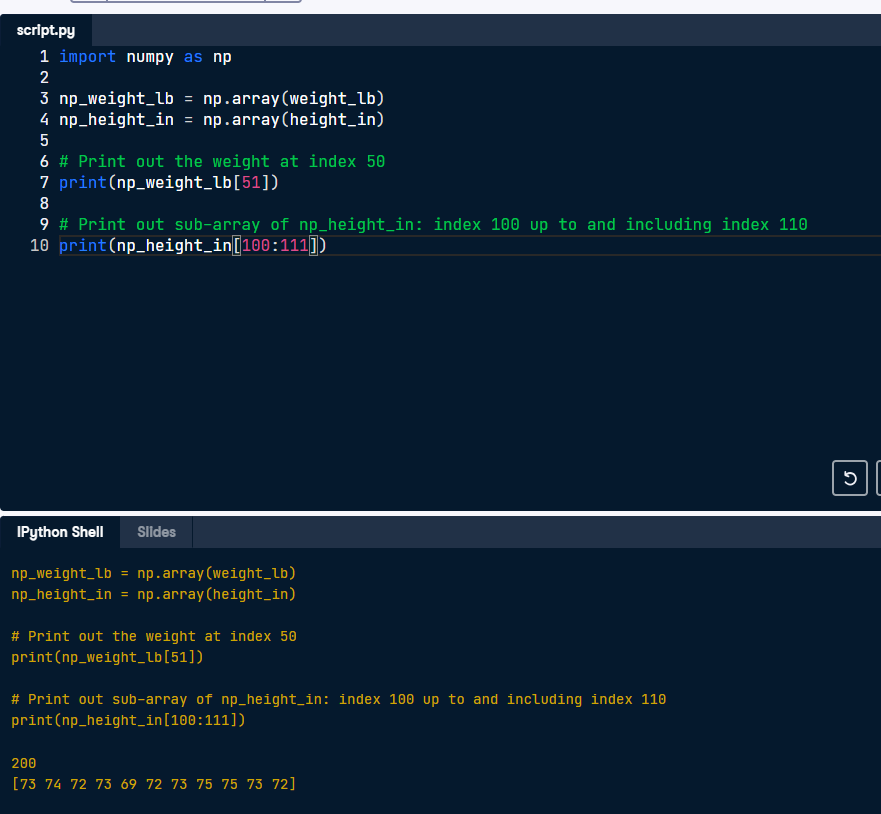 script.py
1 import numpy as np
2
3 np_weight_lb = np.array(weight_lb)
4 np_height_in = np.array(height_in)
5
6 # Print out the weight at index 50
7 print(np_weight_lb[51])
8
9 # Print out sub-array of np_height_in: index 100 up to and including index 110
10 print(np_height_in[100:111])
IPython Shell Slides
np_weight_lb = np.array(weight_lb)
np_height_in = np.array(height_in)
# Print out the weight at index 50
print(np_weight_lb[51])
# Print out sub-array of np_height_in: index 100 up to and including index 110
print(np_height_in[100:111])
200
[73 74 72 73 69 72 73 75 75 73 72]